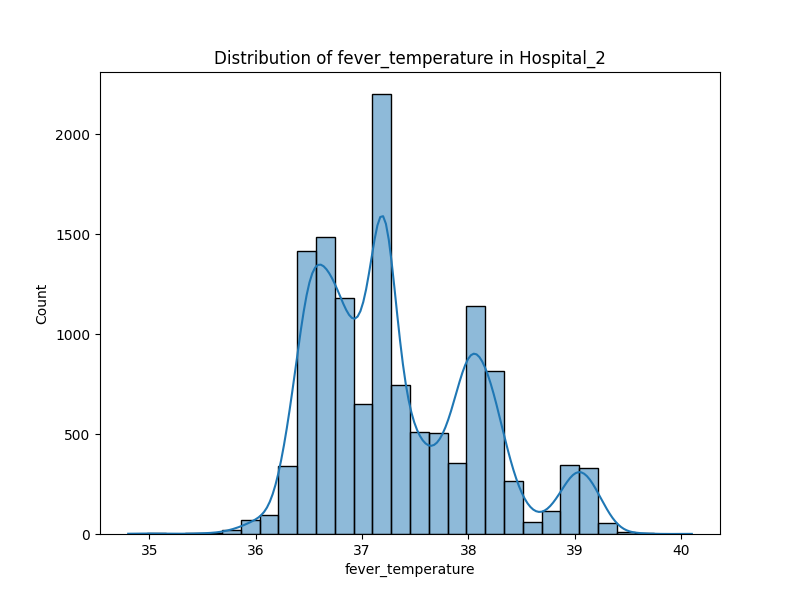 Distribution of fever_temperature in Hospital_2
2000
1500
1000
500
0
Count
35 36 37 38 39 40
fever_temperature